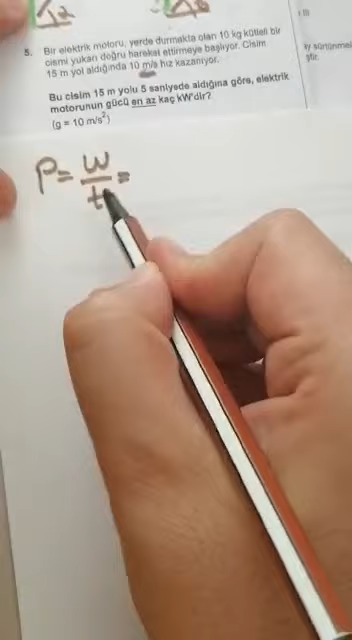 5. Bir elektrik motoru, yerde durmakta olan 10 kg kütleli bir
cismi yukarı doğru hareket ettirmeye başlıyor. Cisim
15 m yol aldığında 10 m/s hız kazanıyor.
Bu cisim 15 m yolu 5 saniyede aldığına göre, elektrik
motorunun gücü en az kaç kW'dir?
(g = 10 m/s²)
P = W/t =